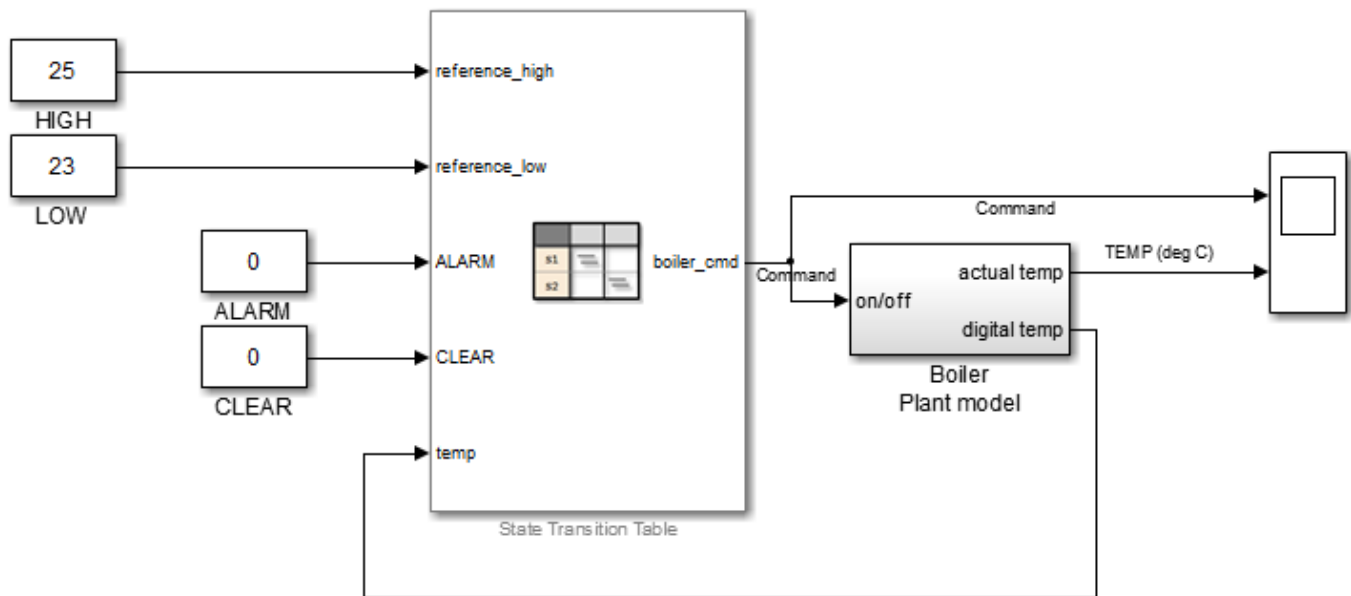 25
HIGH
23
LOW
0
ALARM
0
CLEAR
reference_high
reference_low
ALARM
CLEAR
temp
s1
s2
boiler_cmd
State Transition Table
Command
Command
on/off
actual temp
digital temp
Boiler
Plant model
TEMP (deg C)